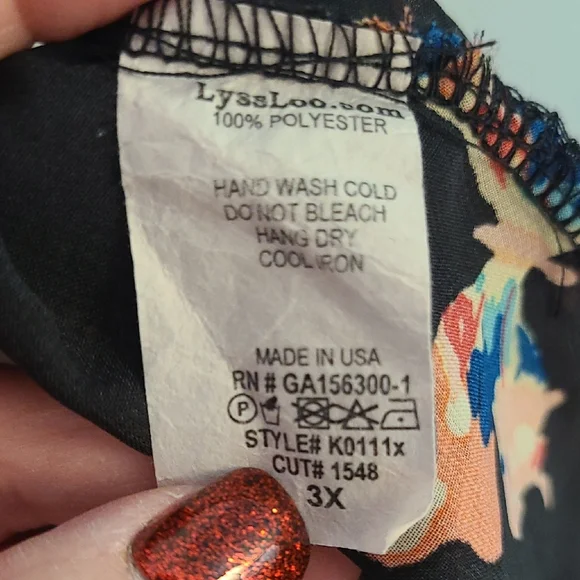 LyssLoo.com
100% POLYESTER
HAND WASH COLD
DO NOT BLEACH
HANG DRY
COOL IRON
MADE IN USA
RN # GA156300-1
P
STYLE# K0111x
CUT# 1548
3X